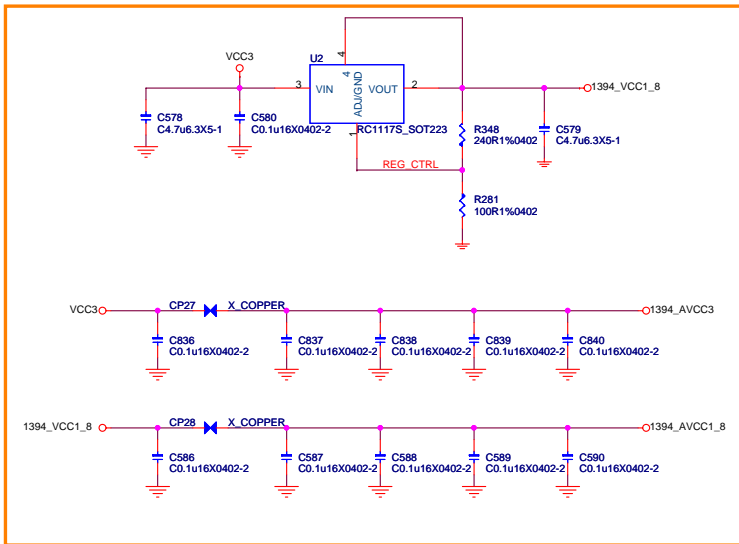 VCC3
U2
4
4
3
VIN
VOUT
2
ADJ/GND
1
RC1117S_SOT223
1394_VCC1_8
C578
C4.7u6.3X5-1
C580
C0.1u16X0402-2
R348
240R1%0402
C579
C4.7u6.3X5-1
REG_CTRL
R281
100R1%0402
VCC3
CP27
X_COPPER
1394_AVCC3
C836
C0.1u16X0402-2
C837
C0.1u16X0402-2
C838
C0.1u16X0402-2
C839
C0.1u16X0402-2
C840
C0.1u16X0402-2
1394_VCC1_8
CP28
X_COPPER
1394_AVCC1_8
C586
C0.1u16X0402-2
C587
C0.1u16X0402-2
C588
C0.1u16X0402-2
C589
C0.1u16X0402-2
C590
C0.1u16X0402-2